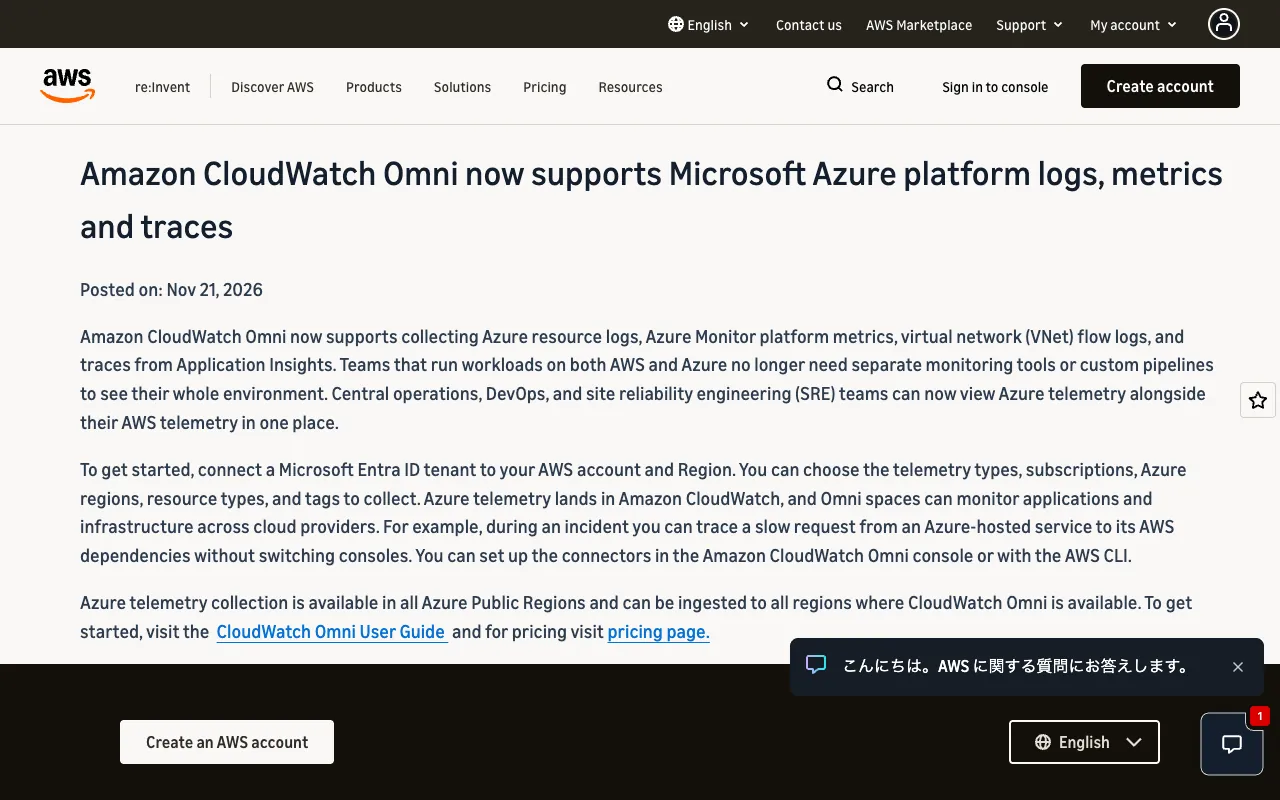 English
Contact us
AWS Marketplace
Support
My account
aws
re:Invent
Discover AWS
Products
Solutions
Pricing
Resources
Search
Sign in to console
Create account
Amazon CloudWatch Omni now supports Microsoft Azure platform logs, metrics
and traces
Posted on: Nov 21, 2026
Amazon CloudWatch Omni now supports collecting Azure resource logs, Azure Monitor platform metrics, virtual network (VNet) flow logs, and
traces from Application Insights. Teams that run workloads on both AWS and Azure no longer need separate monitoring tools or custom pipelines
to see their whole environment. Central operations, DevOps, and site reliability engineering (SRE) teams can now view Azure telemetry alongside
their AWS telemetry in one place.
To get started, connect a Microsoft Entra ID tenant to your AWS account and Region. You can choose the telemetry types, subscriptions, Azure
regions, resource types, and tags to collect. Azure telemetry lands in Amazon CloudWatch, and Omni spaces can monitor applications and
infrastructure across cloud providers. For example, during an incident you can trace a slow request from an Azure-hosted service to its AWS
dependencies without switching consoles. You can set up the connectors in the Amazon CloudWatch Omni console or with the AWS CLI.
Azure telemetry collection is available in all Azure Public Regions and can be ingested to all regions where CloudWatch Omni is available. To get
started, visit the CloudWatch Omni User Guide and for pricing visit pricing page.
こんにちは。AWS に関する質問にお答えします。
1
Create an AWS account
English